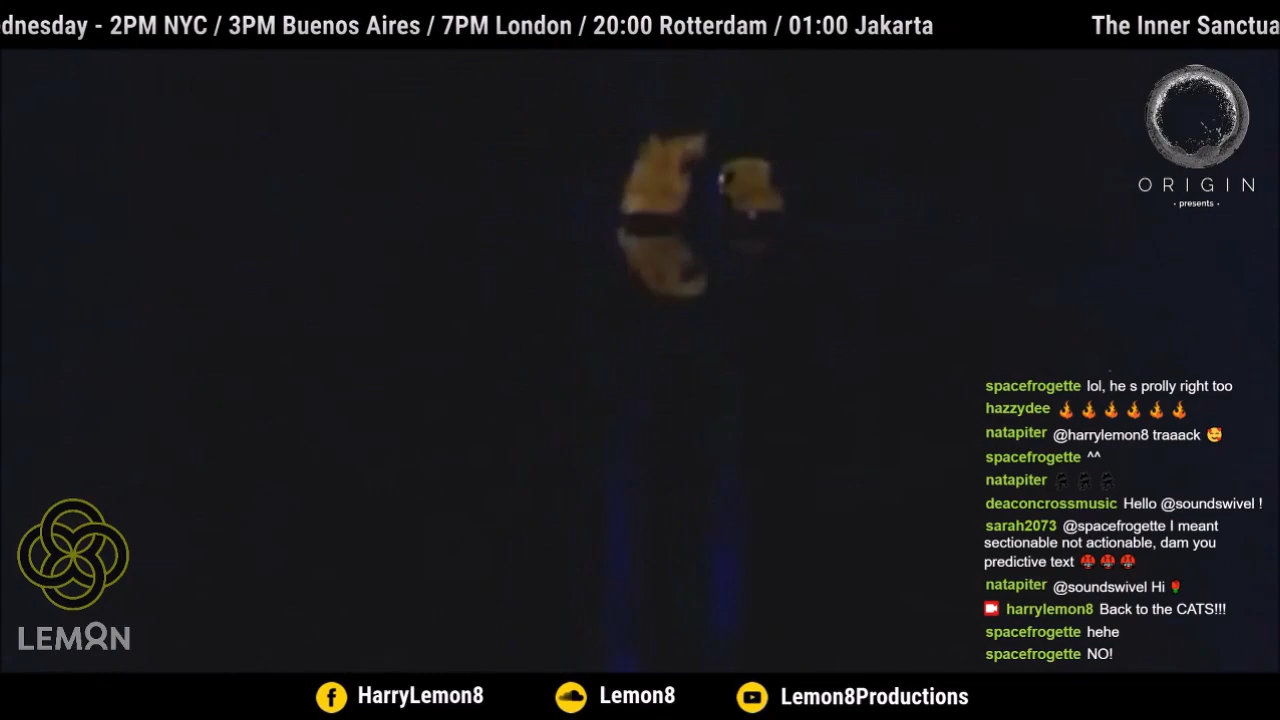 dnesday - 2PM NYC / 3PM Buenos Aires / 7PM London / 20:00 Rotterdam / 01:00 Jakarta The Inner Sanctua
ORIGIN
- presents -
spacefrogette lol, he s prolly right too
hazzydee 🔥 🔥 🔥 🔥 🔥 🔥
natapiter @harrylemon8 traaack 🥰
spacefrogette ^^
natapiter
deaconcrossmusic Hello @soundswivel !
sarah2073 @spacefrogette I meant
sectionable not actionable, dam you
predictive text
natapiter @soundswivel Hi 🌹
harrylemon8 Back to the CATS!!!
spacefrogette hehe
spacefrogette NO!
LEMON
HarryLemon8 Lemon8 Lemon8Productions